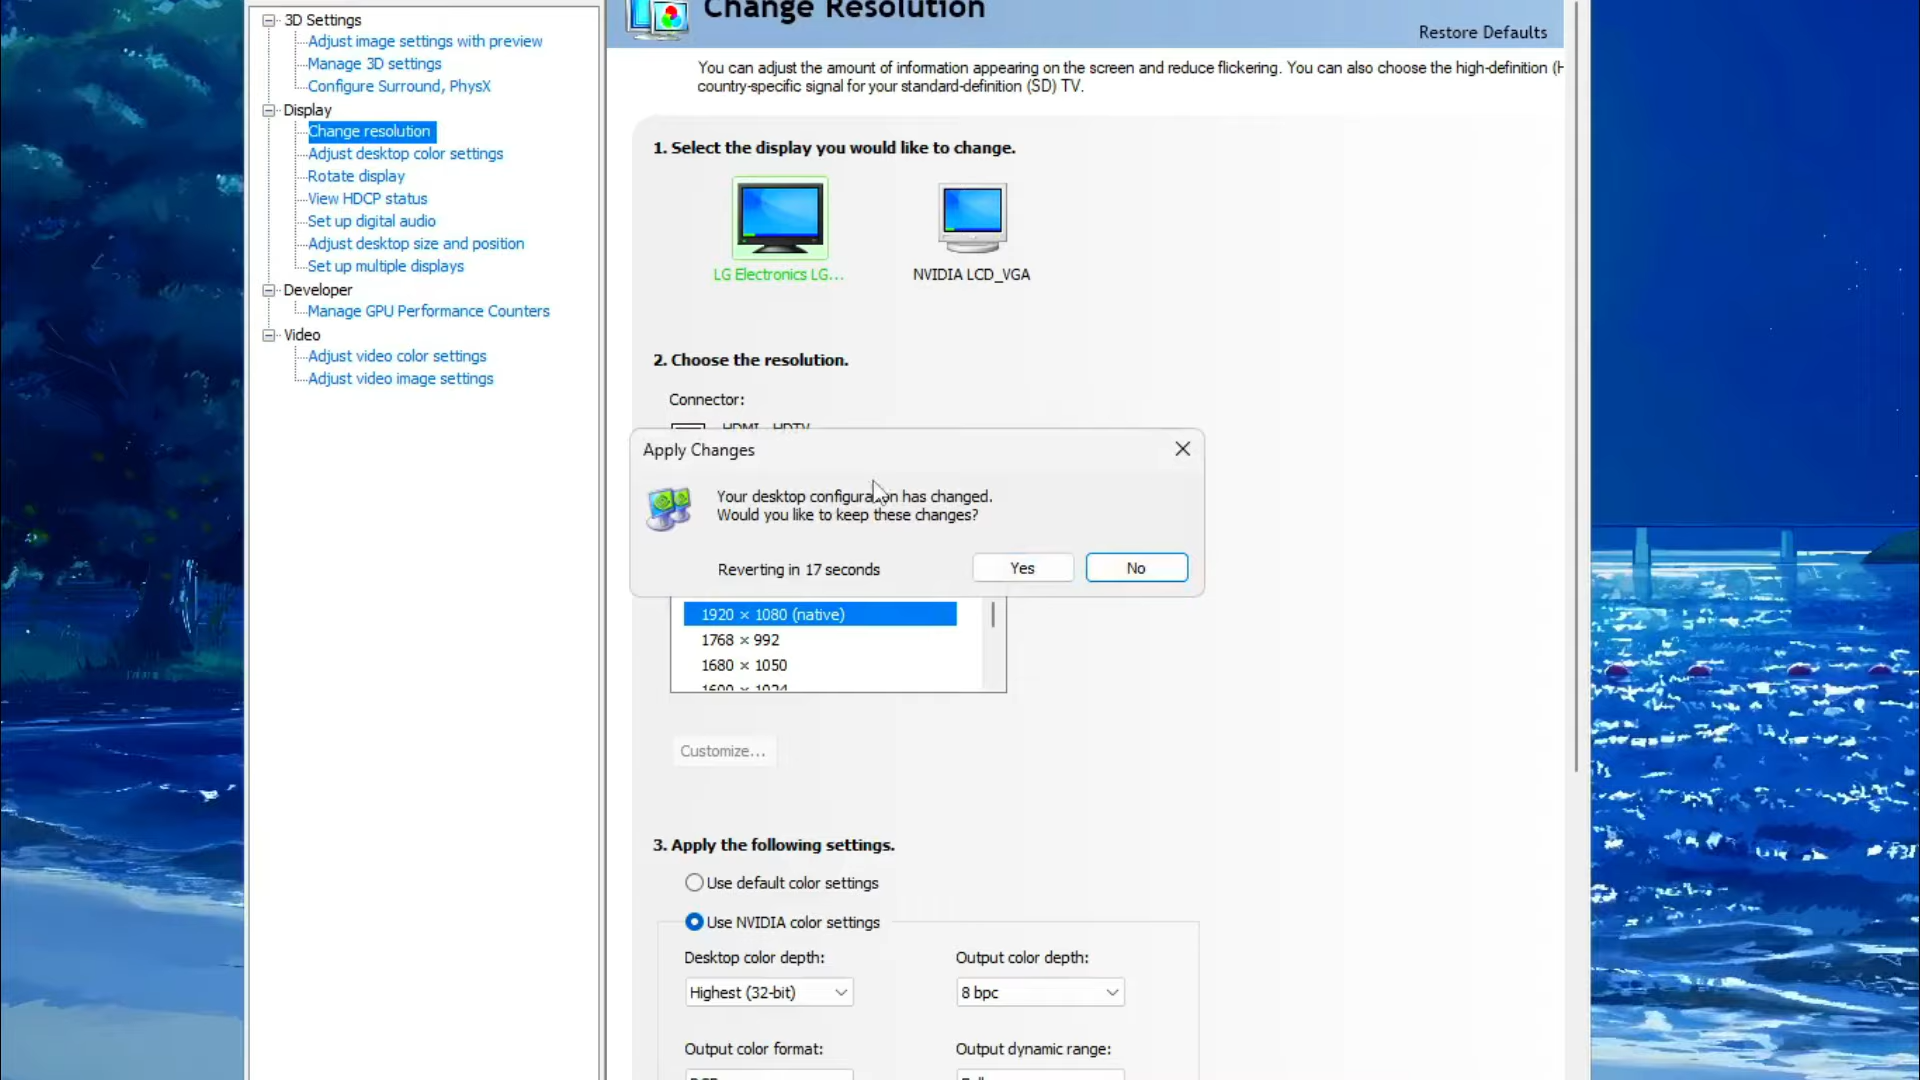 3D Settings
Adjust image settings with preview
Manage 3D settings
Configure Surround, PhysX
Display
Change resolution
Adjust desktop color settings
Rotate display
View HDCP status
Set up digital audio
Adjust desktop size and position
Set up multiple displays
Developer
Manage GPU Performance Counters
Video
Adjust video color settings
Adjust video image settings
Change Resolution
Restore Defaults
You can adjust the amount of information appearing on the screen and reduce flickering. You can also choose the high-definition (H
country-specific signal for your standard-definition (SD) TV.
1. Select the display you would like to change.
LG Electronics LG...
NVIDIA LCD_VGA
2. Choose the resolution.
Connector:
HDMI - HDTV
Apply Changes
Your desktop configuration has changed.
Would you like to keep these changes?
Reverting in 17 seconds
Yes
No
1920 × 1080 (native)
1768 × 992
1680 × 1050
1600 × 1024
Customize...
3. Apply the following settings.
Use default color settings
Use NVIDIA color settings
Desktop color depth:
Output color depth:
Highest (32-bit)
8 bpc
Output color format:
Output dynamic range: